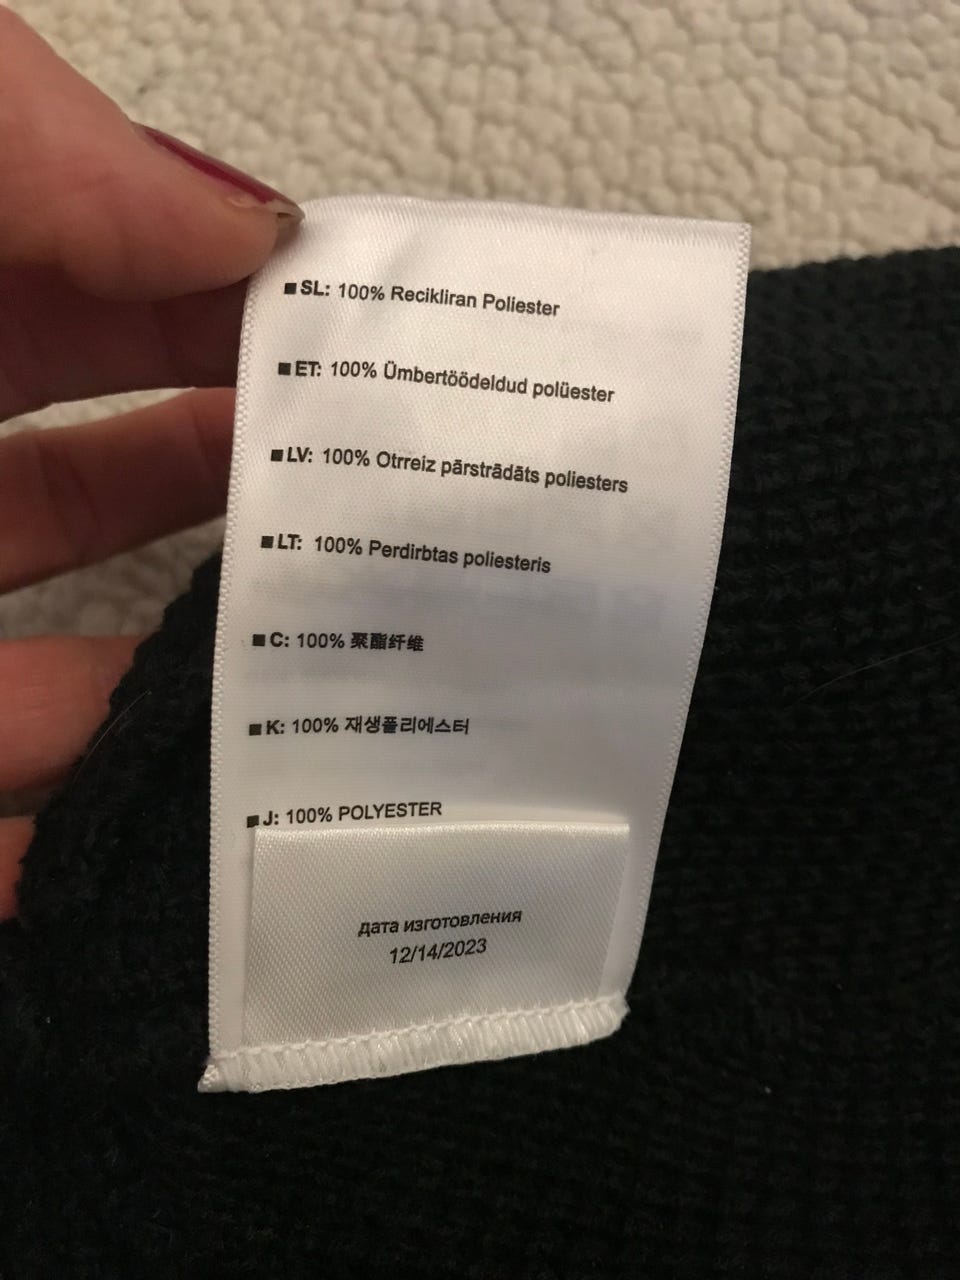 ■ SL: 100% Recikliran Poliester
■ ET: 100% Ümbertöödeldud polüester
■ LV: 100% Otrreiz pārstrādāts poliesters
■ LT: 100% Perdirbtas poliesteris
■ C: 100% 聚酯纤维
■ K: 100% 재생폴리에스터
■ J: 100% POLYESTER
дата изготовления
12/14/2023